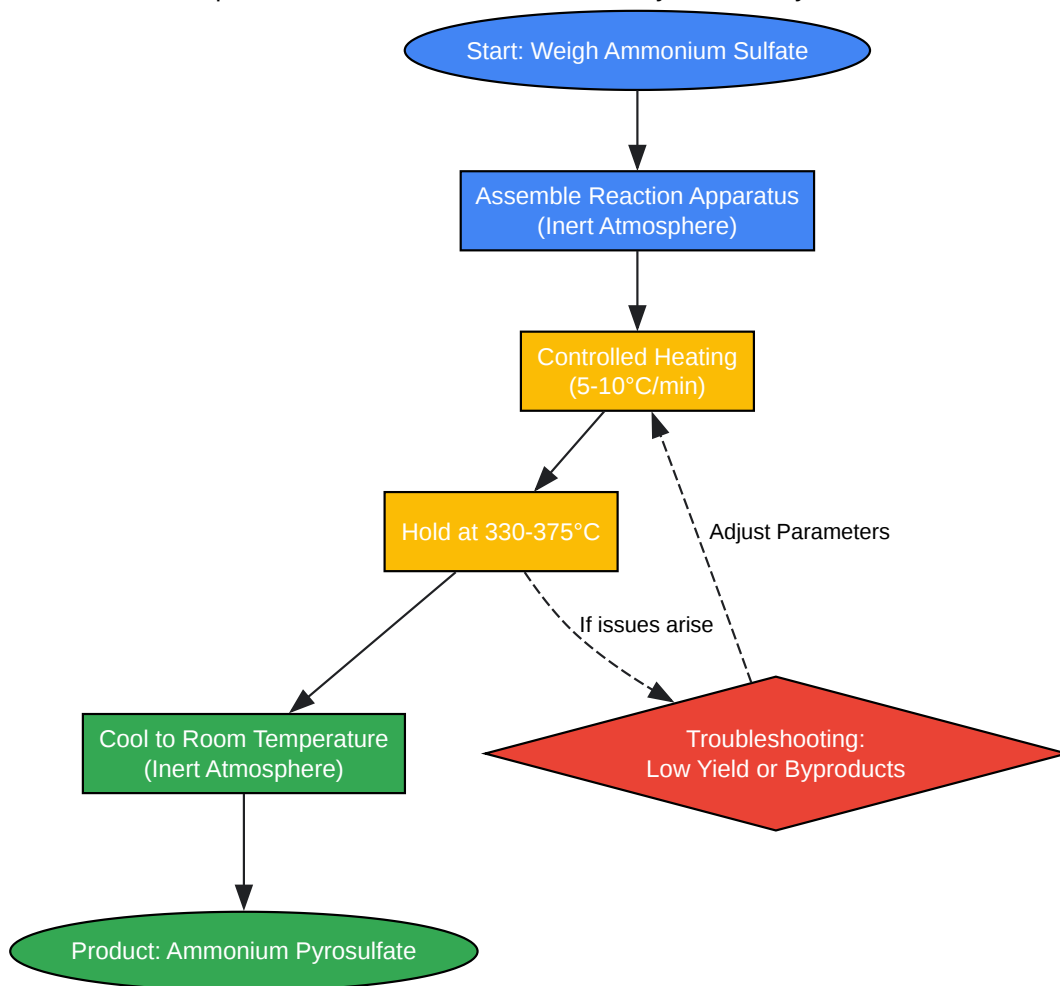 Start: Weigh Ammonium Sulfate
Assemble Reaction Apparatus
(Inert Atmosphere)
Controlled Heating
(5-10°C/min)
Hold at 330-375°C
Adjust Parameters
If issues arise
Cool to Room Temperature
(Inert Atmosphere)
Troubleshooting:
Low Yield or Byproducts
Product: Ammonium Pyrosulfate